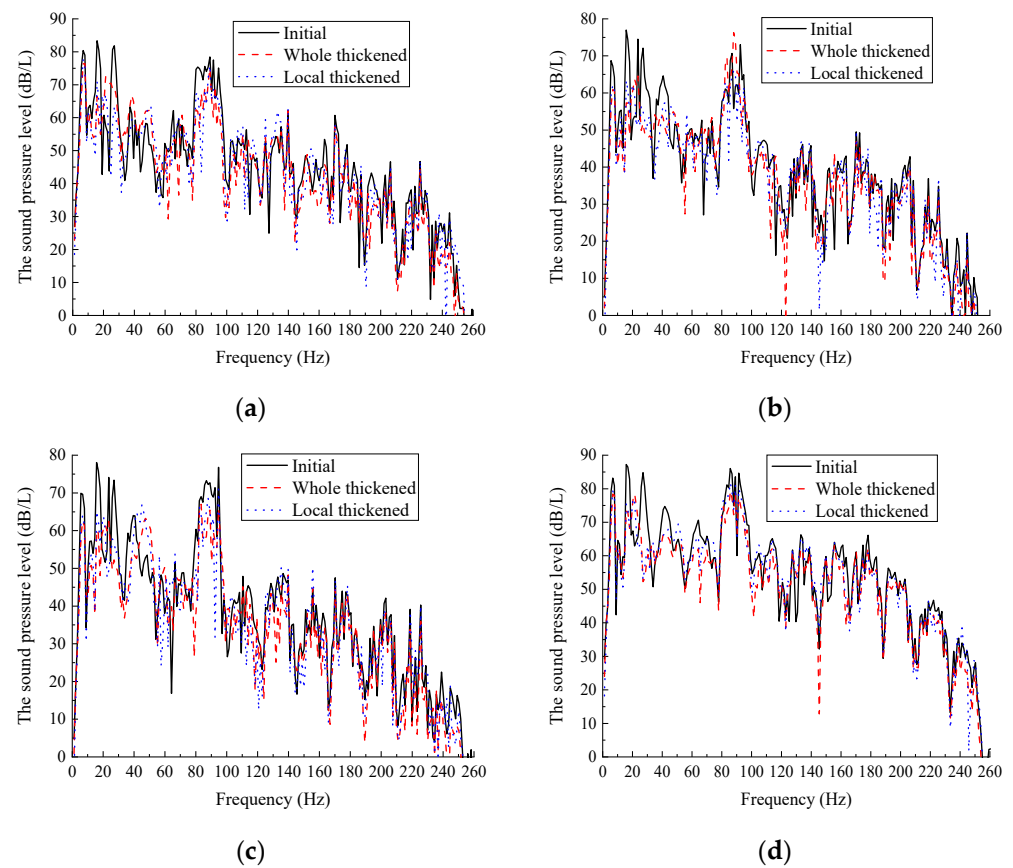 90
80
70
60
50
40
30
20
10
0
The sound pressure level (dB/L)
Initial
Whole thickened
Local thickened
0 20 40 60 80 100 120 140 160 180 200 220 240 260
Frequency (Hz)
(a)
80
70
60
50
40
30
20
10
0
The sound pressure level (dB/L)
Initial
Whole thickened
Local thickened
0 20 40 60 80 100 120 140 160 180 200 220 240 260
Frequency (Hz)
(b)
80
70
60
50
40
30
20
10
0
The sound pressure level (dB/L)
Initial
Whole thickened
Local thickened
0 20 40 60 80 100 120 140 160 180 200 220 240 260
Frequency (Hz)
(c)
90
80
70
60
50
40
30
20
10
0
The sound pressure level (dB/L)
Initial
Whole thickened
Local thickened
0 20 40 60 80 100 120 140 160 180 200 220 240 260
Frequency (Hz)
(d)